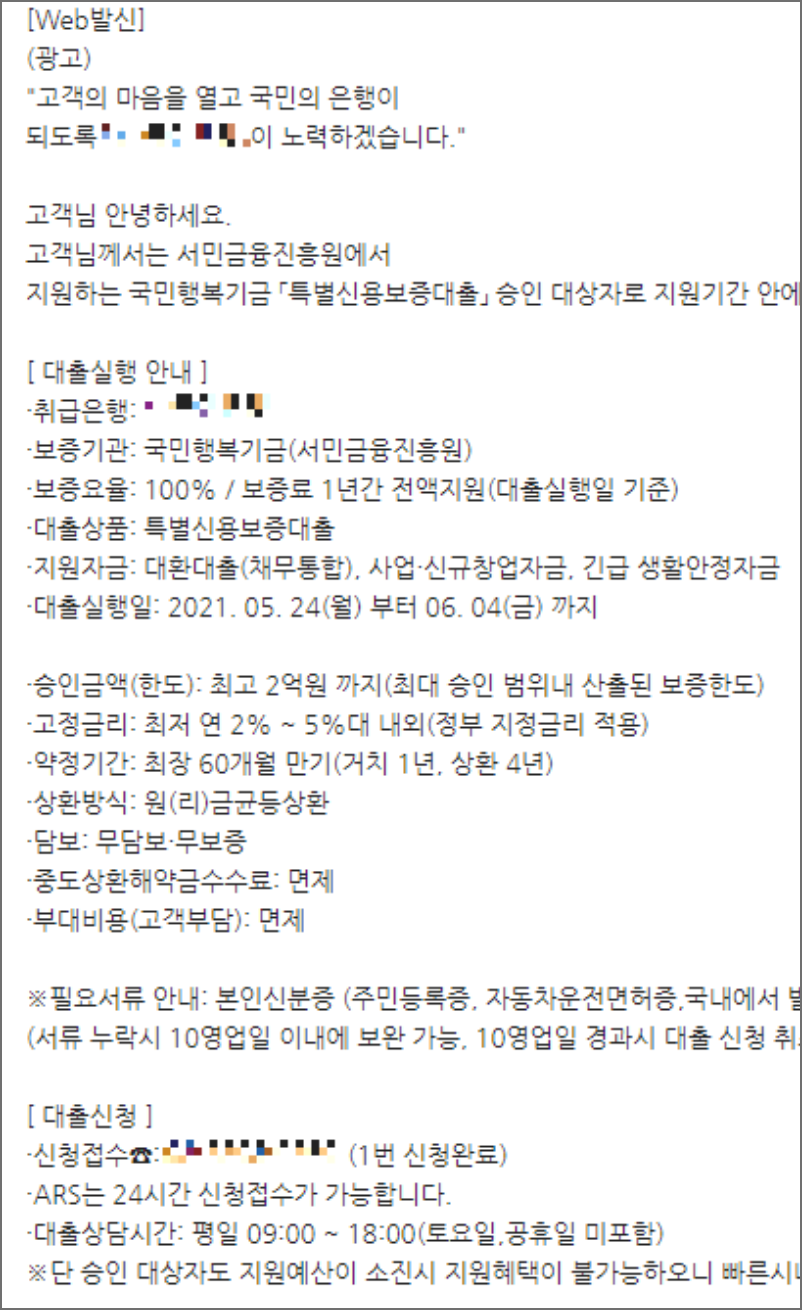 [Web발신]
(광고)
"고객의 마음을 열고 국민의 은행이
되도록 이 노력하겠습니다."
고객님 안녕하세요.
고객님께서는 서민금융진흥원에서
지원하는 국민행복기금 「특별신용보증대출」 승인 대상자로 지원기간 안에
[ 대출실행 안내 ]
·취급은행:
·보증기관: 국민행복기금(서민금융진흥원)
·보증요율: 100% / 보증료 1년간 전액지원(대출실행일 기준)
·대출상품: 특별신용보증대출
·지원자금: 대환대출(채무통합), 사업·신규창업자금, 긴급 생활안정자금
·대출실행일: 2021. 05. 24(월) 부터 06. 04(금) 까지
·승인금액(한도): 최고 2억원 까지(최대 승인 범위내 산출된 보증한도)
·고정금리: 최저 연 2% ~ 5%대 내외(정부 지정금리 적용)
·약정기간: 최장 60개월 만기(거치 1년, 상환 4년)
·상환방식: 원(리)금균등상환
·담보: 무담보·무보증
·중도상환해약금수수료: 면제
·부대비용(고객부담): 면제
※필요서류 안내: 본인신분증 (주민등록증, 자동차운전면허증,국내에서
(서류 누락시 10영업일 이내에 보완 가능, 10영업일 경과시 대출 신청 취
[ 대출신청 ]
·신청접수☎: (1번 신청완료)
·ARS는 24시간 신청접수가 가능합니다.
·대출상담시간: 평일 09:00 ~ 18:00(토요일,공휴일 미포함)
※단 승인 대상자도 지원예산이 소진시 지원혜택이 불가능하오니 빠른시